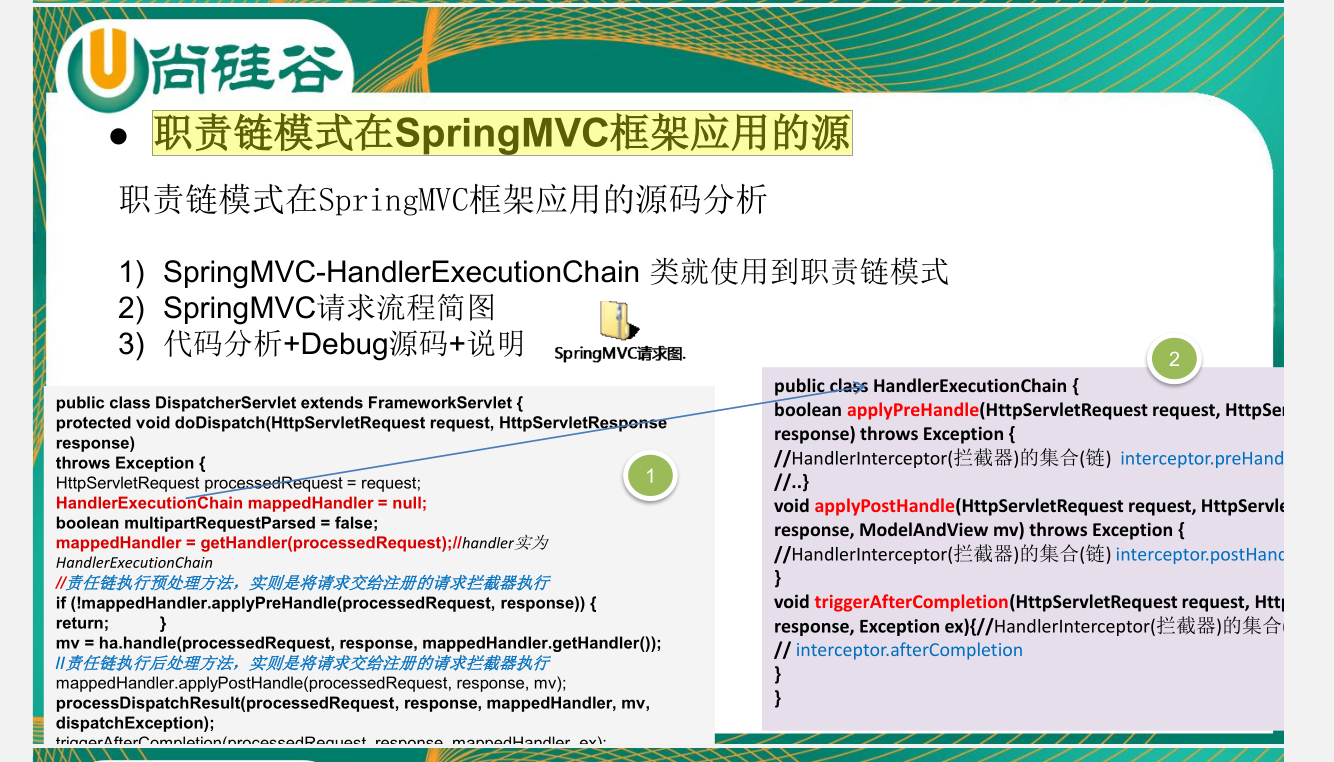 尚硅谷
● 职责链模式在SpringMVC框架应用的源
职责链模式在SpringMVC框架应用的源码分析
1) SpringMVC-HandlerExecutionChain 类就使用到职责链模式
2) SpringMVC请求流程简图
3) 代码分析+Debug源码+说明
SpringMVC请求图.
public class DispatcherServlet extends FrameworkServlet {
protected void doDispatch(HttpServletRequest request, HttpServletResponse
response)
throws Exception {
HttpServletRequest processedRequest = request;
HandlerExecutionChain mappedHandler = null;
boolean multipartRequestParsed = false;
mappedHandler = getHandler(processedRequest);//handler实为
HandlerExecutionChain
//责任链执行预处理方法，实则是将请求交给注册的请求拦截器执行
if (!mappedHandler.applyPreHandle(processedRequest, response)) {
return; }
mv = ha.handle(processedRequest, response, mappedHandler.getHandler());
//责任链执行后处理方法，实则是将请求交给注册的请求拦截器执行
mappedHandler.applyPostHandle(processedRequest, response, mv);
processDispatchResult(processedRequest, response, mappedHandler, mv,
dispatchException);
triggerAfterCompletion(processedRequest, response, mappedHandler, ex);
1
2
public class HandlerExecutionChain {
boolean applyPreHandle(HttpServletRequest request, HttpSer
response) throws Exception {
//HandlerInterceptor(拦截器)的集合(链) interceptor.preHand
//..}
void applyPostHandle(HttpServletRequest request, HttpServle
response, ModelAndView mv) throws Exception {
//HandlerInterceptor(拦截器)的集合(链) interceptor.postHand
}
void triggerAfterCompletion(HttpServletRequest request, Http
response, Exception ex){//HandlerInterceptor(拦截器)的集合(
// interceptor.afterCompletion
}
}